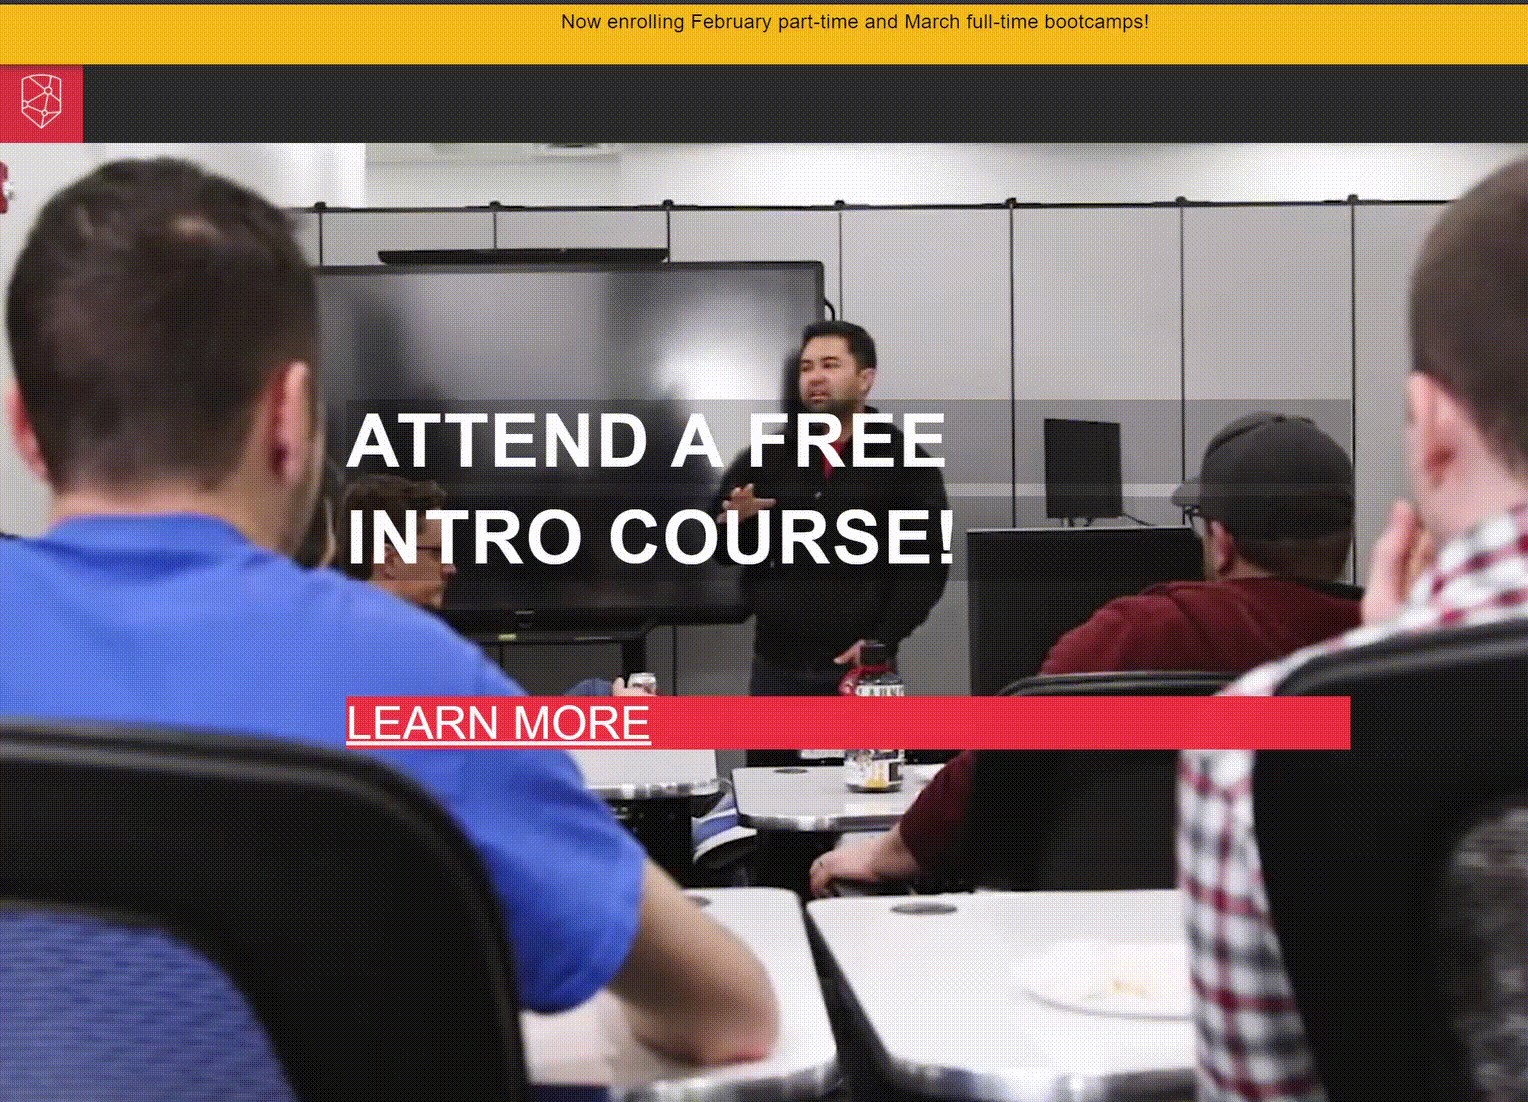 Now enrolling February part-time and March full-time bootcamps!
ATTEND A FREE
INTRO COURSE!
LEARN MORE